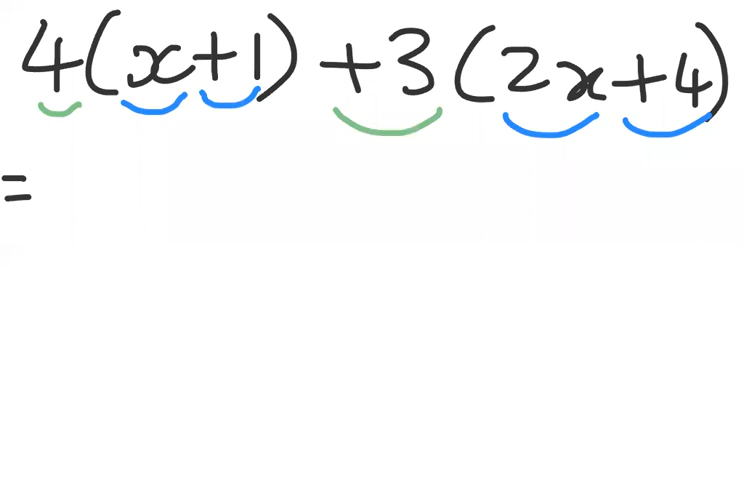 4(x+1) +3(2x+4)
=